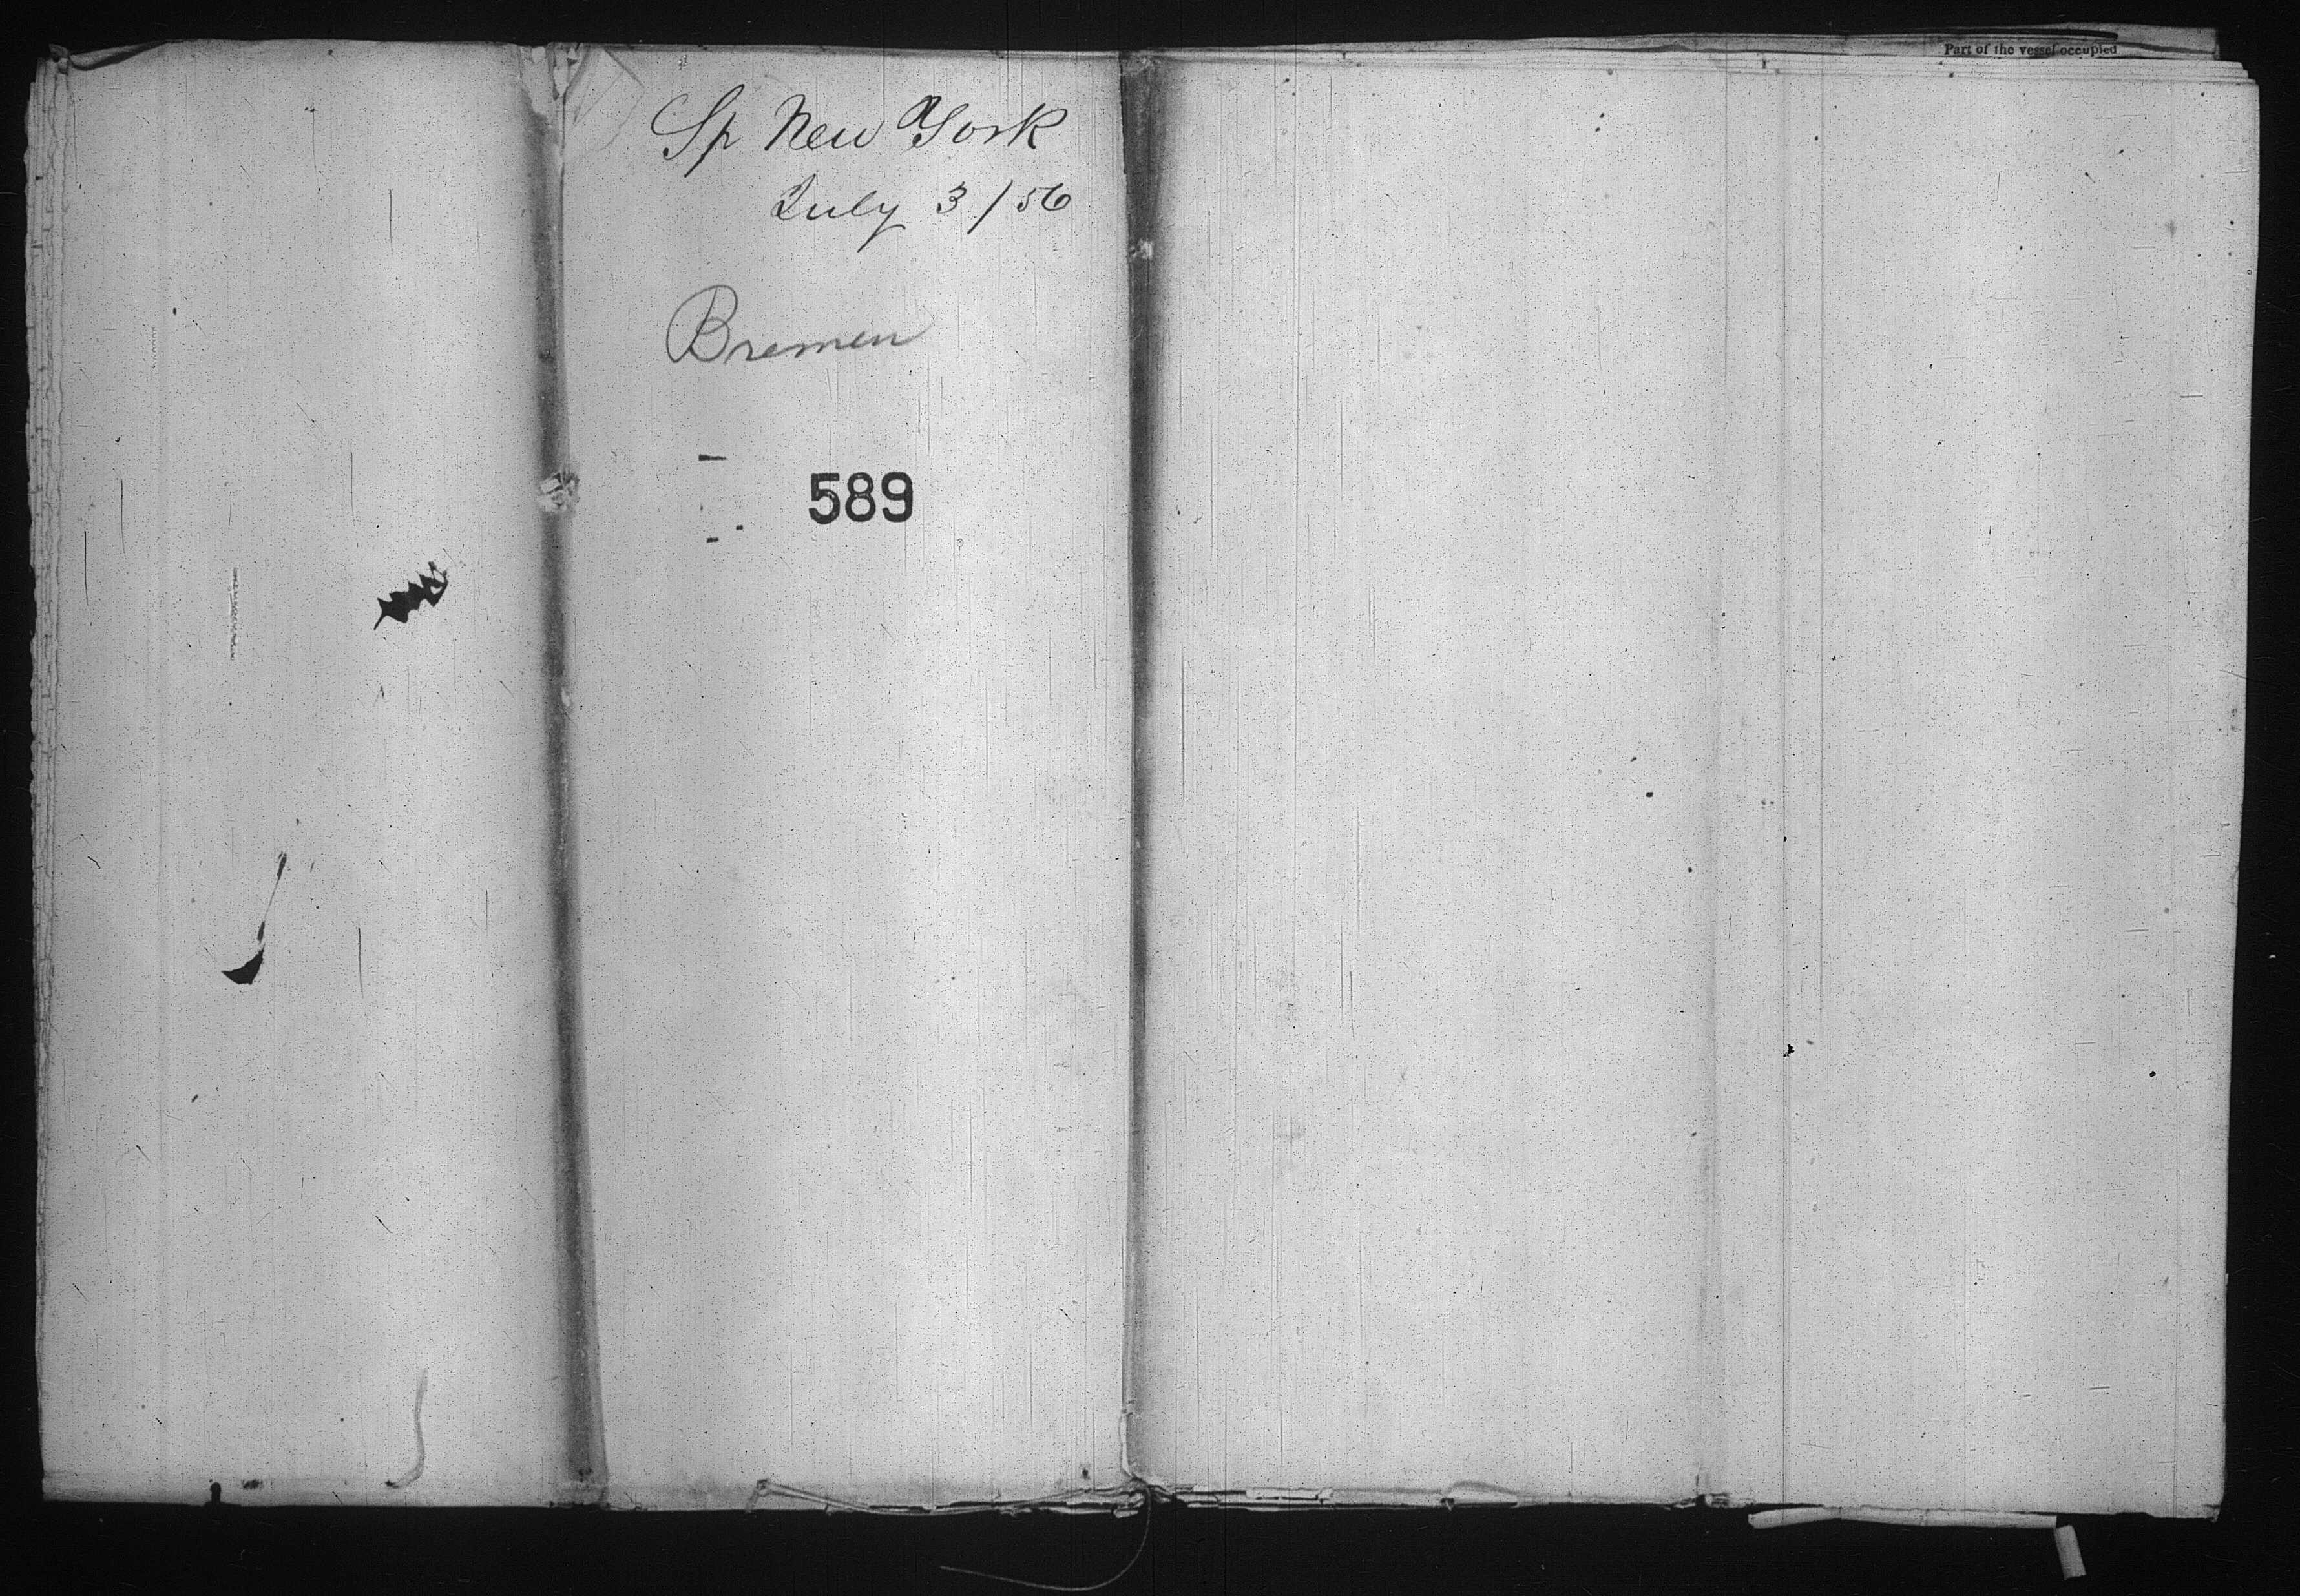 Part of the vessel occupied
Sp New York
July 3/56
Bremen
589